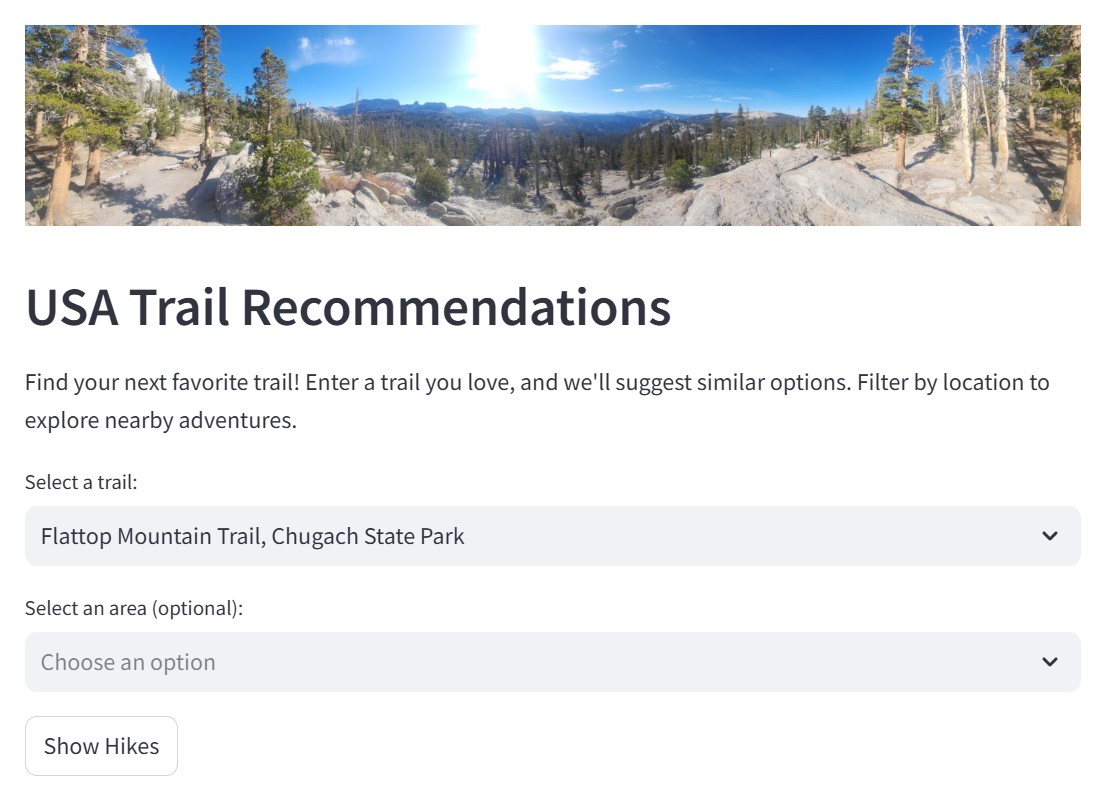 USA Trail Recommendations
Find your next favorite trail! Enter a trail you love, and we'll suggest similar options. Filter by location to
explore nearby adventures.
Select a trail:
Flattop Mountain Trail, Chugach State Park
Select an area (optional):
Choose an option
Show Hikes